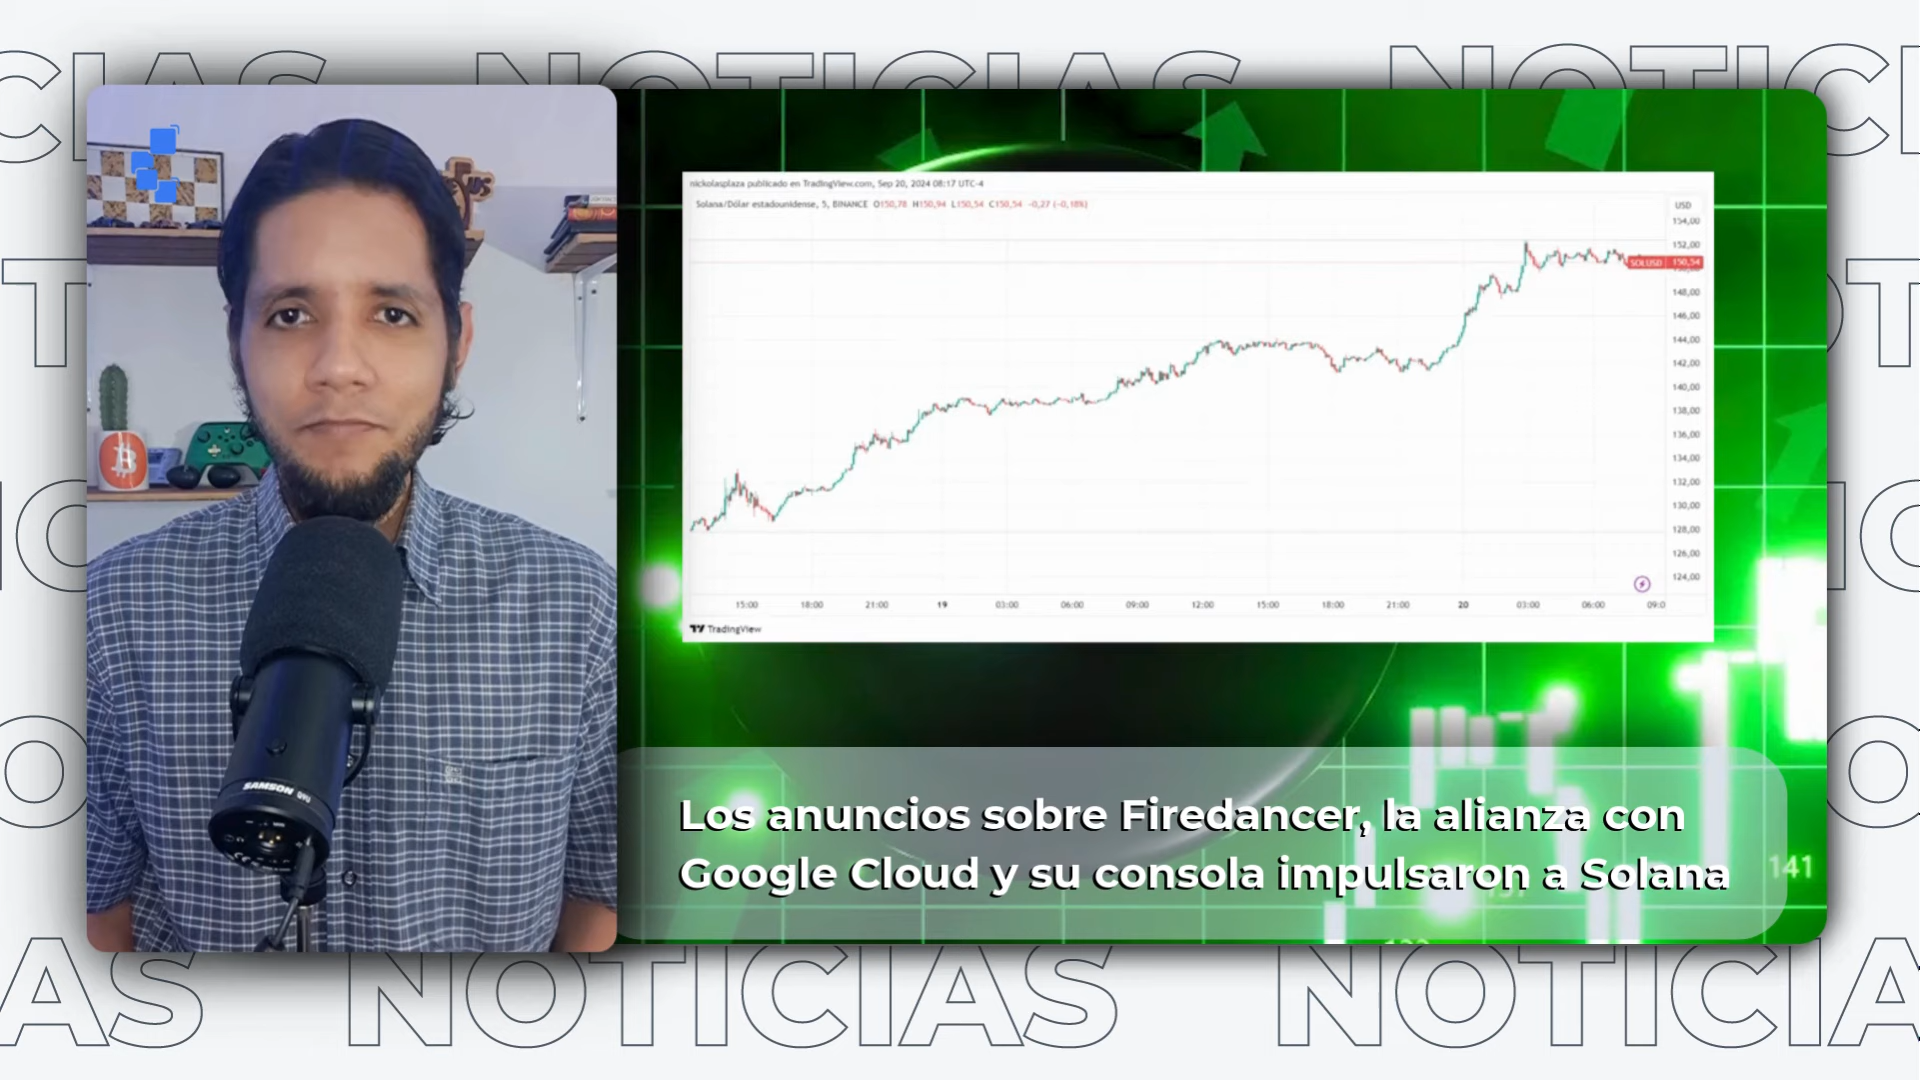 NOTICIAS
nickolasplaza publicado en TradingView.com, Sep 20, 2024 08:17 UTC-4
Solana/Dólar estadounidense, 5, BINANCE O150,78 H150,94 L150,54 C150,54 -0,27 (-0,18%)
USD
154,00
152,00
SOLUSD 150,54
148,00
146,00
144,00
142,00
140,00
138,00
136,00
134,00
132,00
130,00
128,00
126,00
124,00
15:00 18:00 21:00 19 03:00 06:00 09:00 12:00 15:00 18:00 21:00 20 03:00 06:00 09:0
TradingView
SAMSON Q9U
Los anuncios sobre Firedancer, la alianza con
Google Cloud y su consola impulsaron a Solana
141
NOTICIAS